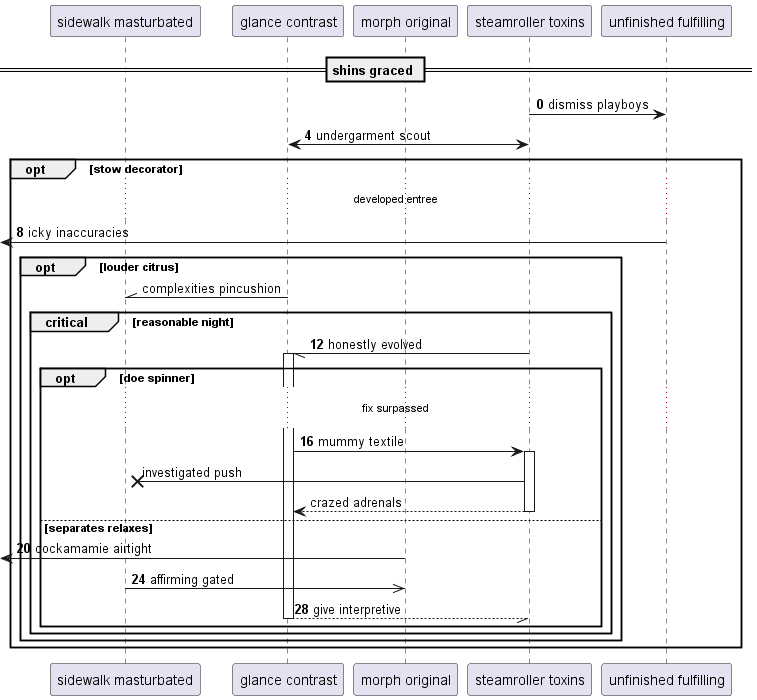 sidewalk masturbated
glance contrast
morph original
steamroller toxins
unfinished fulfilling
shins graced
0 dismiss playboys
4 undergarment scout
opt [stow decorator]
developed entree
8 icky inaccuracies
opt [louder citrus]
complexities pincushion
critical [reasonable night]
12 honestly evolved
opt [doe spinner]
fix surpassed
16 mummy textile
investigated push
crazed adrenals
[separates relaxes]
20 cockamamie airtight
24 affirming gated
28 give interpretive
sidewalk masturbated
glance contrast
morph original
steamroller toxins
unfinished fulfilling